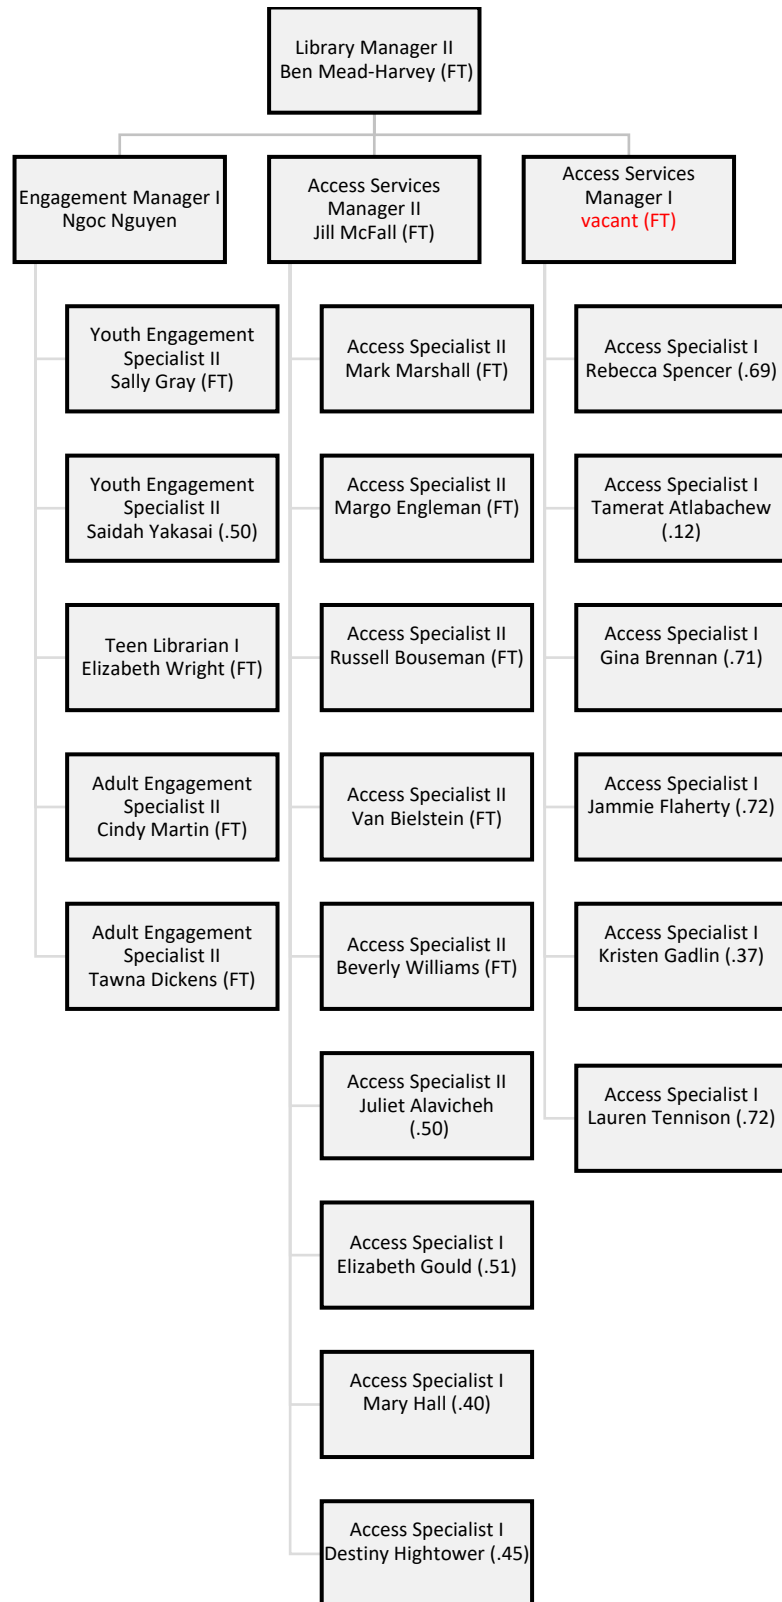 Library Manager II
Ben Mead-Harvey (FT)
Engagement Manager I
Ngoc Nguyen
Youth Engagement
Specialist II
Sally Gray (FT)
Youth Engagement
Specialist II
Saidah Yakasai (.50)
Teen Librarian I
Elizabeth Wright (FT)
Adult Engagement
Specialist II
Cindy Martin (FT)
Adult Engagement
Specialist II
Tawna Dickens (FT)
Access Services
Manager II
Jill McFall (FT)
Access Specialist II
Mark Marshall (FT)
Access Specialist II
Margo Engleman (FT)
Access Specialist II
Russell Bouseman (FT)
Access Specialist II
Van Bielstein (FT)
Access Specialist II
Beverly Williams (FT)
Access Specialist II
Juliet Alavicheh
(.50)
Access Specialist I
Elizabeth Gould (.51)
Access Specialist I
Mary Hall (.40)
Access Specialist I
Destiny Hightower (.45)
Access Services
Manager I
vacant (FT)
Access Specialist I
Rebecca Spencer (.69)
Access Specialist I
Tamerat Atlabachew
(.12)
Access Specialist I
Gina Brennan (.71)
Access Specialist I
Jammie Flaherty (.72)
Access Specialist I
Kristen Gadlin (.37)
Access Specialist I
Lauren Tennison (.72)